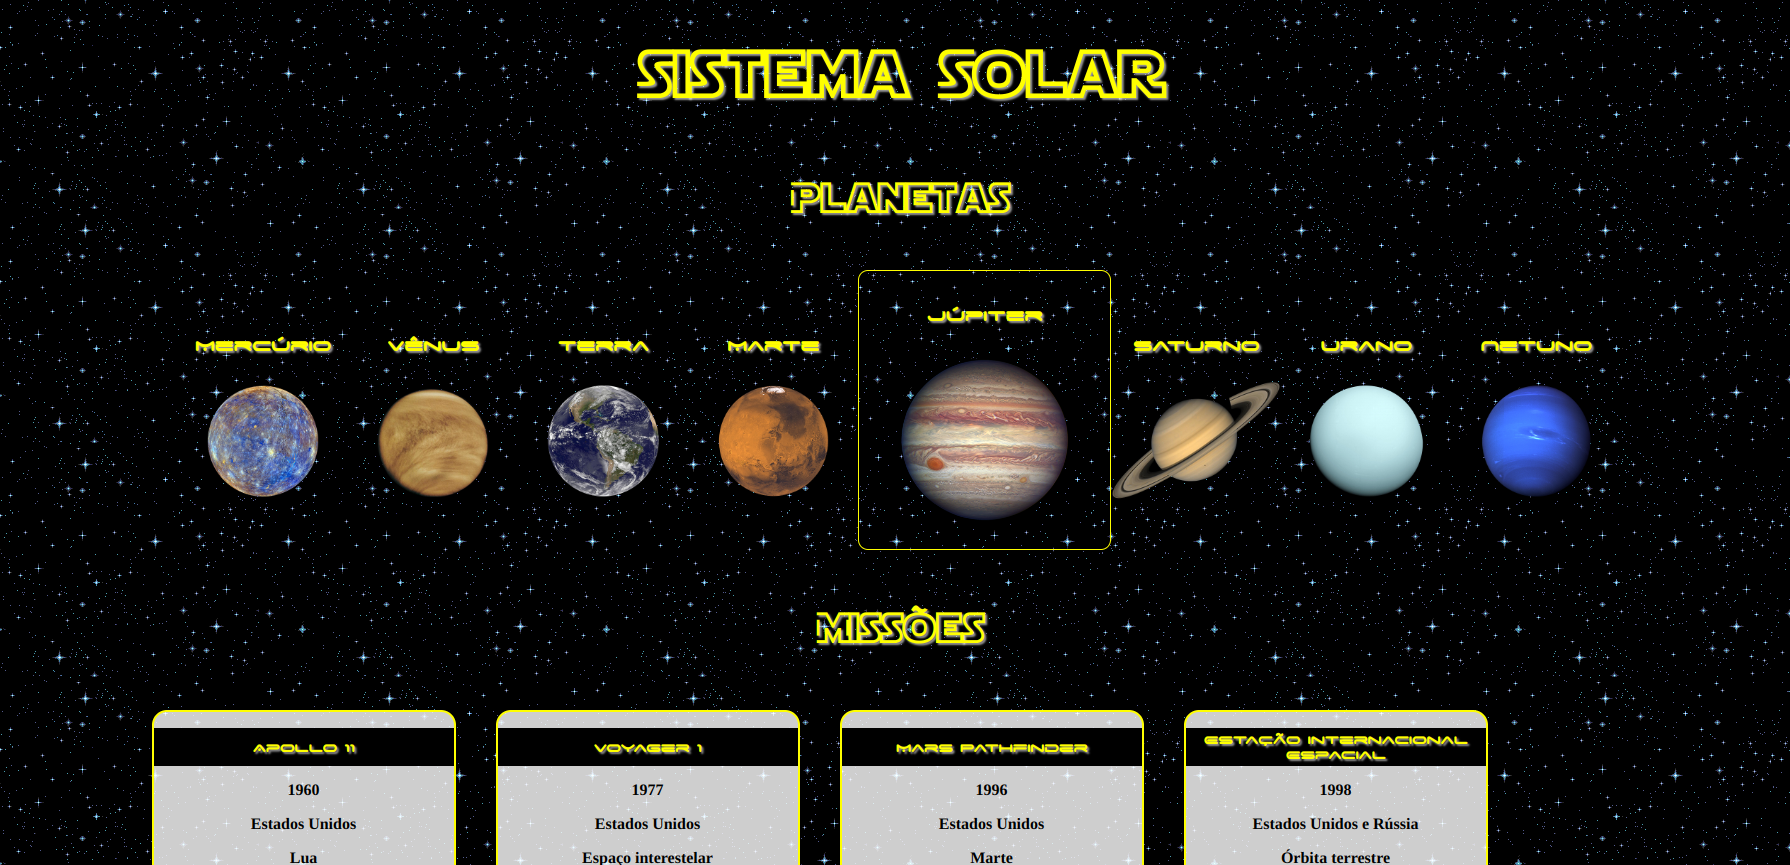 SISTEMA SOLAR
PLANETAS
MERCÚRIO
VÊNUS
TERRA
MARTE
JÚPITER
SATURNO
URANO
NETUNO
MISSÕES
APOLLO 11
1960
Estados Unidos
Lua
VOYAGER 1
1977
Estados Unidos
Espaço interestelar
MARS PATHFINDER
1996
Estados Unidos
Marte
ESTAÇÃO INTERNACIONAL
ESPACIAL
1998
Estados Unidos e Rússia
Órbita terrestre